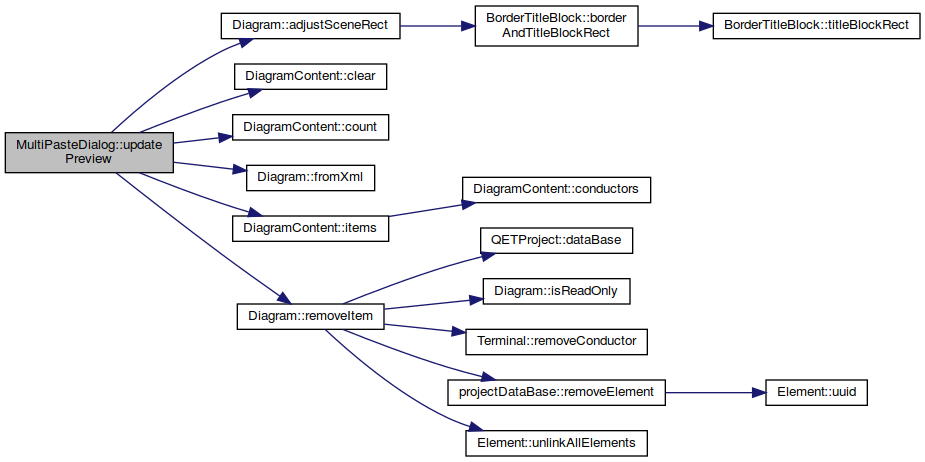 Diagram::adjustSceneRect
BorderTitleBlock::border
AndTitleBlockRect
BorderTitleBlock::titleBlockRect
DiagramContent::clear
DiagramContent::count
MultiPasteDialog::update
Preview
Diagram::fromXml
DiagramContent::conductors
DiagramContent::items
QETProject::dataBase
Diagram::isReadOnly
Diagram::removeItem
Terminal::removeConductor
projectDataBase::removeElement
Element::uuid
Element::unlinkAllElements